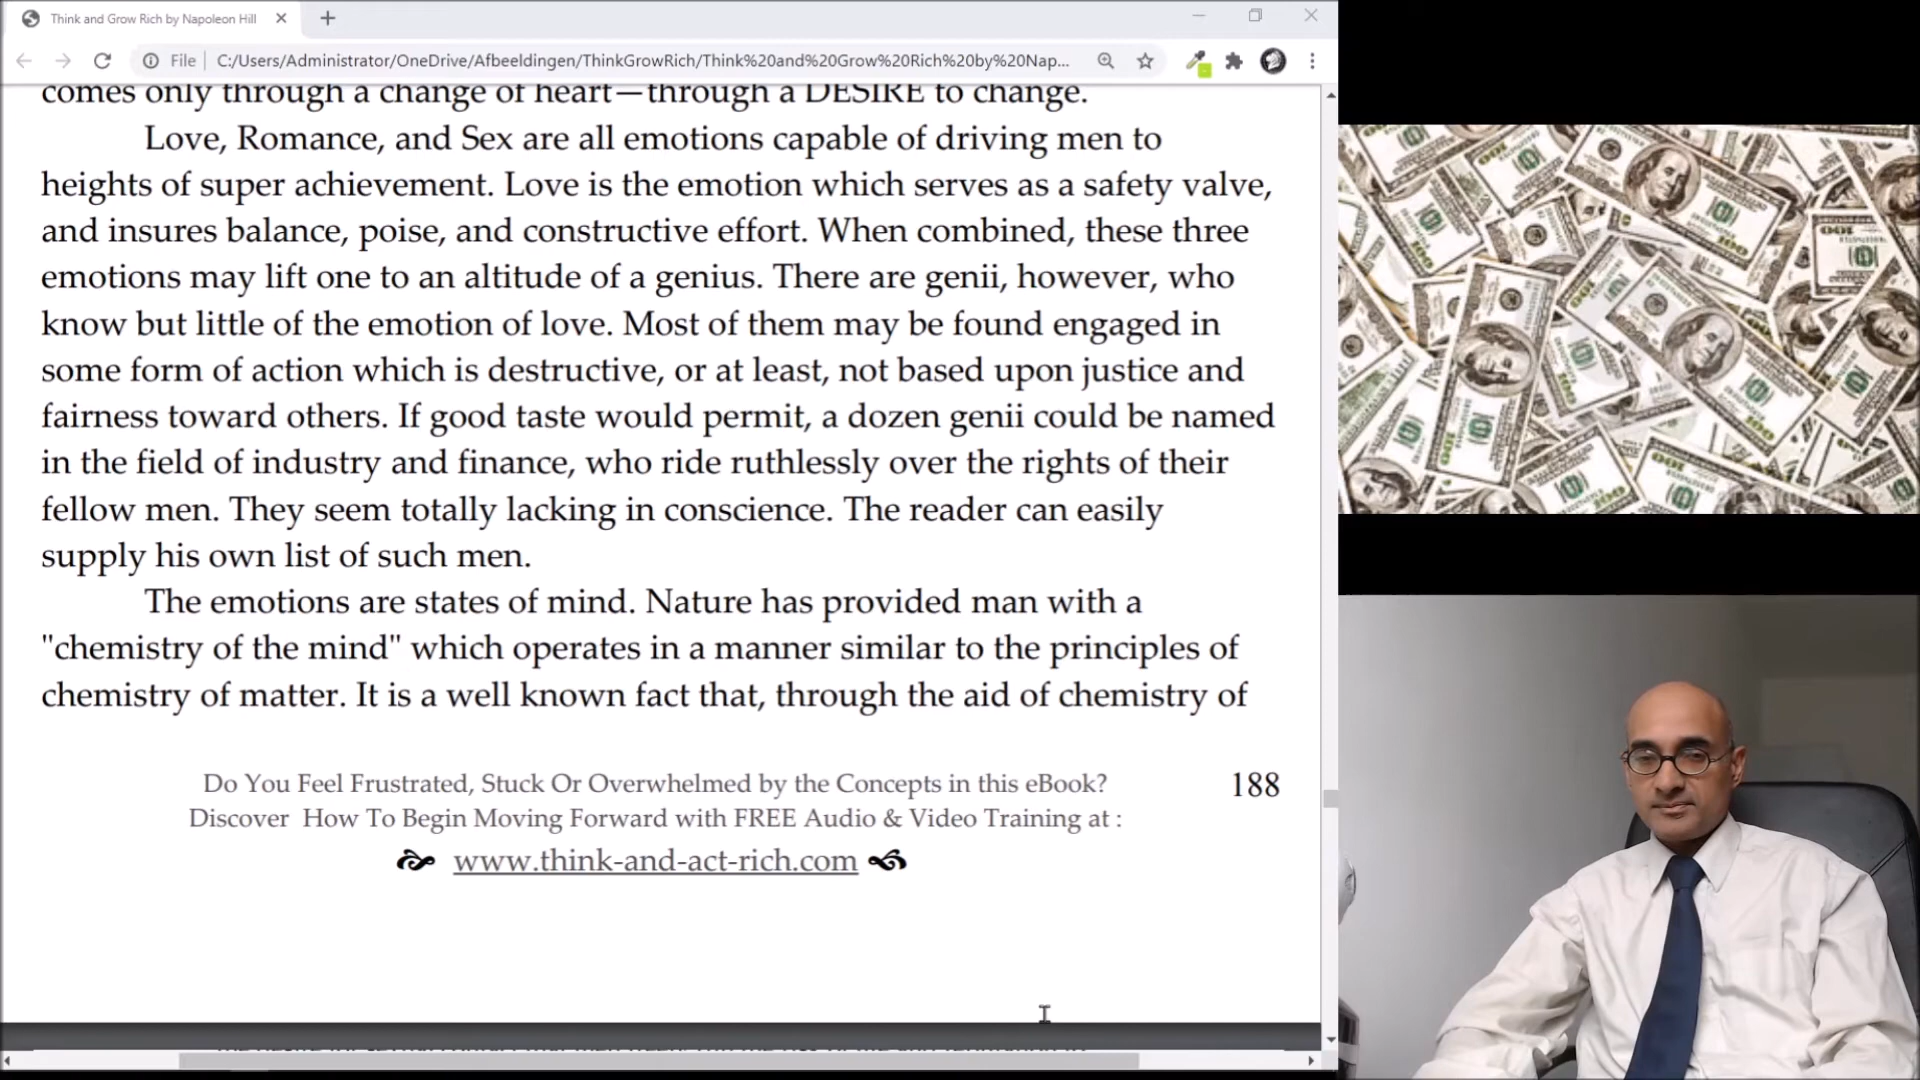 Think and Grow Rich by Napoleon Hill
File
C:/Users/Administrator/OneDrive/Afbeeldingen/ThinkGrowRich/Think%20and%20Grow%20Rich%20by%20Nap...
comes only through a change of heart—through a DESIRE to change.
Love, Romance, and Sex are all emotions capable of driving men to
heights of super achievement. Love is the emotion which serves as a safety valve,
and insures balance, poise, and constructive effort. When combined, these three
emotions may lift one to an altitude of a genius. There are genii, however, who
know but little of the emotion of love. Most of them may be found engaged in
some form of action which is destructive, or at least, not based upon justice and
fairness toward others. If good taste would permit, a dozen genii could be named
in the field of industry and finance, who ride ruthlessly over the rights of their
fellow men. They seem totally lacking in conscience. The reader can easily
supply his own list of such men.
The emotions are states of mind. Nature has provided man with a
"chemistry of the mind" which operates in a manner similar to the principles of
chemistry of matter. It is a well known fact that, through the aid of chemistry of
Do You Feel Frustrated, Stuck Or Overwhelmed by the Concepts in this eBook?
188
Discover How To Begin Moving Forward with FREE Audio & Video Training at :
www.think-and-act-rich.com